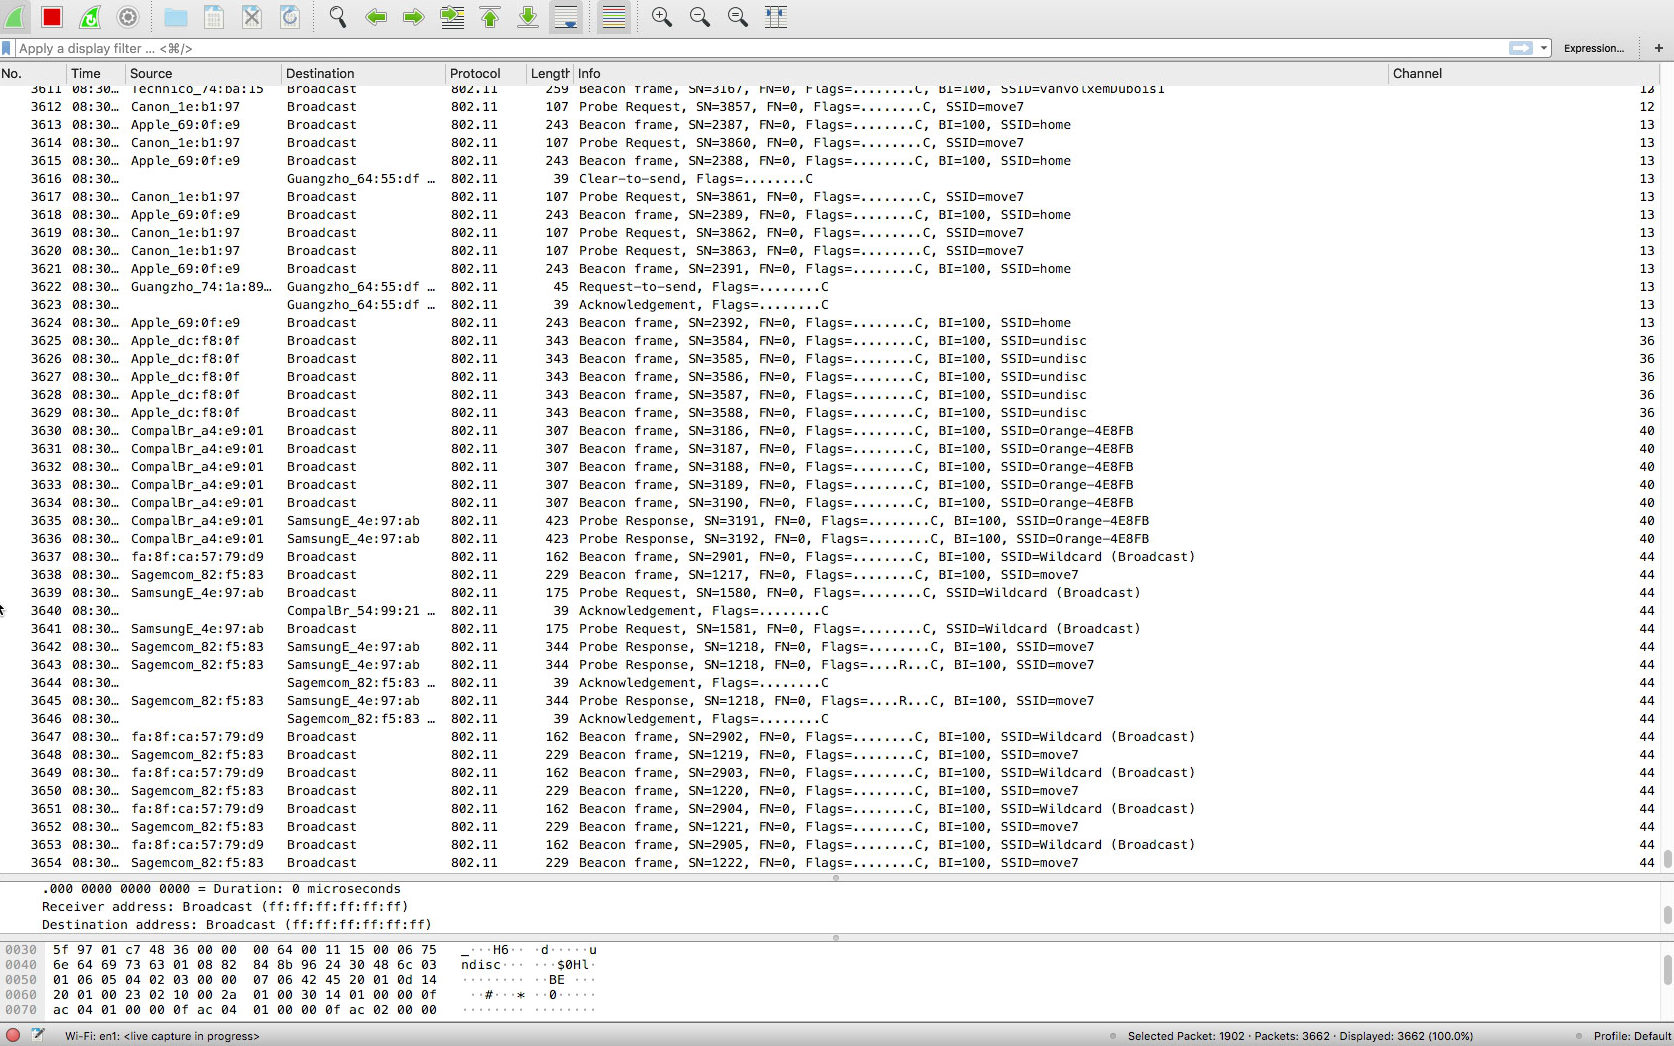 Apply a display filter ... <⌘/>
Expression...
+
No. Time Source Destination Protocol Length Info Channel
3611 08:30… Technico_74:ba:15 Broadcast 802.11 259 Beacon frame, SN=3167, FN=0, Flags=........C, BI=100, SSID=VanVolxemDubois1 12
3612 08:30… Canon_1e:b1:97 Broadcast 802.11 107 Probe Request, SN=3857, FN=0, Flags=........C, SSID=move7 12
3613 08:30… Apple_69:0f:e9 Broadcast 802.11 243 Beacon frame, SN=2387, FN=0, Flags=........C, BI=100, SSID=home 13
3614 08:30… Canon_1e:b1:97 Broadcast 802.11 107 Probe Request, SN=3860, FN=0, Flags=........C, SSID=move7 13
3615 08:30… Apple_69:0f:e9 Broadcast 802.11 243 Beacon frame, SN=2388, FN=0, Flags=........C, BI=100, SSID=home 13
3616 08:30… Guangzho_64:55:df … 802.11 39 Clear-to-send, Flags=........C 13
3617 08:30… Canon_1e:b1:97 Broadcast 802.11 107 Probe Request, SN=3861, FN=0, Flags=........C, SSID=move7 13
3618 08:30… Apple_69:0f:e9 Broadcast 802.11 243 Beacon frame, SN=2389, FN=0, Flags=........C, BI=100, SSID=home 13
3619 08:30… Canon_1e:b1:97 Broadcast 802.11 107 Probe Request, SN=3862, FN=0, Flags=........C, SSID=move7 13
3620 08:30… Canon_1e:b1:97 Broadcast 802.11 107 Probe Request, SN=3863, FN=0, Flags=........C, SSID=move7 13
3621 08:30… Apple_69:0f:e9 Broadcast 802.11 243 Beacon frame, SN=2391, FN=0, Flags=........C, BI=100, SSID=home 13
3622 08:30… Guangzho_74:1a:89… Guangzho_64:55:df … 802.11 45 Request-to-send, Flags=........C 13
3623 08:30… Guangzho_64:55:df … 802.11 39 Acknowledgement, Flags=........C 13
3624 08:30… Apple_69:0f:e9 Broadcast 802.11 243 Beacon frame, SN=2392, FN=0, Flags=........C, BI=100, SSID=home 13
3625 08:30… Apple_dc:f8:0f Broadcast 802.11 343 Beacon frame, SN=3584, FN=0, Flags=........C, BI=100, SSID=undisc 36
3626 08:30… Apple_dc:f8:0f Broadcast 802.11 343 Beacon frame, SN=3585, FN=0, Flags=........C, BI=100, SSID=undisc 36
3627 08:30… Apple_dc:f8:0f Broadcast 802.11 343 Beacon frame, SN=3586, FN=0, Flags=........C, BI=100, SSID=undisc 36
3628 08:30… Apple_dc:f8:0f Broadcast 802.11 343 Beacon frame, SN=3587, FN=0, Flags=........C, BI=100, SSID=undisc 36
3629 08:30… Apple_dc:f8:0f Broadcast 802.11 343 Beacon frame, SN=3588, FN=0, Flags=........C, BI=100, SSID=undisc 36
3630 08:30… CompalBr_a4:e9:01 Broadcast 802.11 307 Beacon frame, SN=3186, FN=0, Flags=........C, BI=100, SSID=Orange-4E8FB 40
3631 08:30… CompalBr_a4:e9:01 Broadcast 802.11 307 Beacon frame, SN=3187, FN=0, Flags=........C, BI=100, SSID=Orange-4E8FB 40
3632 08:30… CompalBr_a4:e9:01 Broadcast 802.11 307 Beacon frame, SN=3188, FN=0, Flags=........C, BI=100, SSID=Orange-4E8FB 40
3633 08:30… CompalBr_a4:e9:01 Broadcast 802.11 307 Beacon frame, SN=3189, FN=0, Flags=........C, BI=100, SSID=Orange-4E8FB 40
3634 08:30… CompalBr_a4:e9:01 Broadcast 802.11 307 Beacon frame, SN=3190, FN=0, Flags=........C, BI=100, SSID=Orange-4E8FB 40
3635 08:30… CompalBr_a4:e9:01 SamsungE_4e:97:ab 802.11 423 Probe Response, SN=3191, FN=0, Flags=........C, BI=100, SSID=Orange-4E8FB 40
3636 08:30… CompalBr_a4:e9:01 SamsungE_4e:97:ab 802.11 423 Probe Response, SN=3192, FN=0, Flags=........C, BI=100, SSID=Orange-4E8FB 40
3637 08:30… fa:8f:ca:57:79:d9 Broadcast 802.11 162 Beacon frame, SN=2901, FN=0, Flags=........C, BI=100, SSID=Wildcard (Broadcast) 44
3638 08:30… Sagemcom_82:f5:83 Broadcast 802.11 229 Beacon frame, SN=1217, FN=0, Flags=........C, BI=100, SSID=move7 44
3639 08:30… SamsungE_4e:97:ab Broadcast 802.11 175 Probe Request, SN=1580, FN=0, Flags=........C, SSID=Wildcard (Broadcast) 44
3640 08:30… CompalBr_54:99:21 … 802.11 39 Acknowledgement, Flags=........C 44
3641 08:30… SamsungE_4e:97:ab Broadcast 802.11 175 Probe Request, SN=1581, FN=0, Flags=........C, SSID=Wildcard (Broadcast) 44
3642 08:30… Sagemcom_82:f5:83 SamsungE_4e:97:ab 802.11 344 Probe Response, SN=1218, FN=0, Flags=........C, BI=100, SSID=move7 44
3643 08:30… Sagemcom_82:f5:83 SamsungE_4e:97:ab 802.11 344 Probe Response, SN=1218, FN=0, Flags=....R...C, BI=100, SSID=move7 44
3644 08:30… Sagemcom_82:f5:83 … 802.11 39 Acknowledgement, Flags=........C 44
3645 08:30… Sagemcom_82:f5:83 SamsungE_4e:97:ab 802.11 344 Probe Response, SN=1218, FN=0, Flags=....R...C, BI=100, SSID=move7 44
3646 08:30… Sagemcom_82:f5:83 … 802.11 39 Acknowledgement, Flags=........C 44
3647 08:30… fa:8f:ca:57:79:d9 Broadcast 802.11 162 Beacon frame, SN=2902, FN=0, Flags=........C, BI=100, SSID=Wildcard (Broadcast) 44
3648 08:30… Sagemcom_82:f5:83 Broadcast 802.11 229 Beacon frame, SN=1219, FN=0, Flags=........C, BI=100, SSID=move7 44
3649 08:30… fa:8f:ca:57:79:d9 Broadcast 802.11 162 Beacon frame, SN=2903, FN=0, Flags=........C, BI=100, SSID=Wildcard (Broadcast) 44
3650 08:30… Sagemcom_82:f5:83 Broadcast 802.11 229 Beacon frame, SN=1220, FN=0, Flags=........C, BI=100, SSID=move7 44
3651 08:30… fa:8f:ca:57:79:d9 Broadcast 802.11 162 Beacon frame, SN=2904, FN=0, Flags=........C, BI=100, SSID=Wildcard (Broadcast) 44
3652 08:30… Sagemcom_82:f5:83 Broadcast 802.11 229 Beacon frame, SN=1221, FN=0, Flags=........C, BI=100, SSID=move7 44
3653 08:30… fa:8f:ca:57:79:d9 Broadcast 802.11 162 Beacon frame, SN=2905, FN=0, Flags=........C, BI=100, SSID=Wildcard (Broadcast) 44
3654 08:30… Sagemcom_82:f5:83 Broadcast 802.11 229 Beacon frame, SN=1222, FN=0, Flags=........C, BI=100, SSID=move7 44
.000 0000 0000 0000 = Duration: 0 microseconds
Receiver address: Broadcast (ff:ff:ff:ff:ff:ff)
Destination address: Broadcast (ff:ff:ff:ff:ff:ff)
0030 5f 97 01 c7 48 36 00 00 00 64 00 11 15 00 06 75 _···H6·· ·d·····u
0040 6e 64 69 73 63 01 08 82 84 8b 96 24 30 48 6c 03 ndisc··· ···$0Hl·
0050 01 06 05 04 02 03 00 00 07 06 42 45 20 01 0d 14 ········ ··BE ···
0060 20 01 00 23 02 10 00 2a 01 00 30 14 01 00 00 0f ··#···* ··0·····
0070 ac 04 01 00 00 0f ac 04 01 00 00 0f ac 02 00 00 ········ ········
Wi-Fi: en1: <live capture in progress>
Selected Packet: 1902 · Packets: 3662 · Displayed: 3662 (100.0%)
Profile: Default